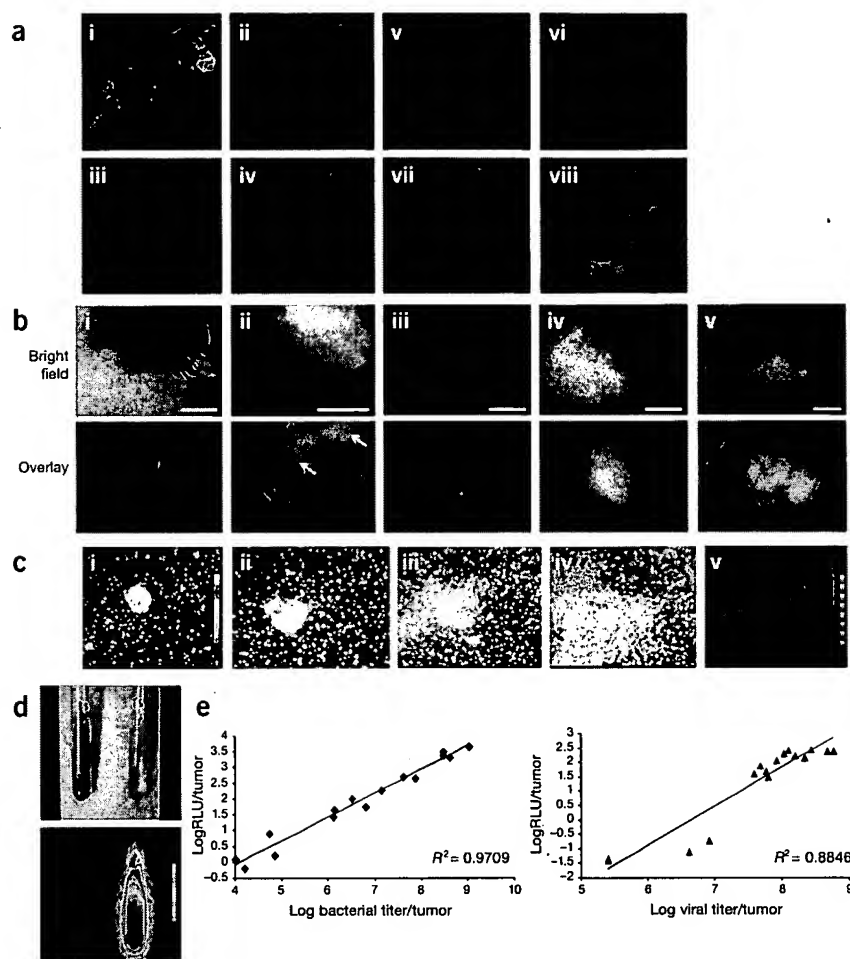 a
i ii v vi
iii iv vii viii
b
i ii iii iv v
Bright
field
Overlay
c
i ii iii iv v
d e
4
3.5
3
2.5
2
1.5
1
0.5
0
−0.5
LogRLU/tumor
R² = 0.9709
4 5 6 7 8 9 10
Log bacterial titer/tumor
2.5
2
1.5
1
0.5
0
−0.5
−1
−1.5
−2
LogRLU/tumor
R² = 0.8846
5 6 7 8 9
Log viral titer/tumor